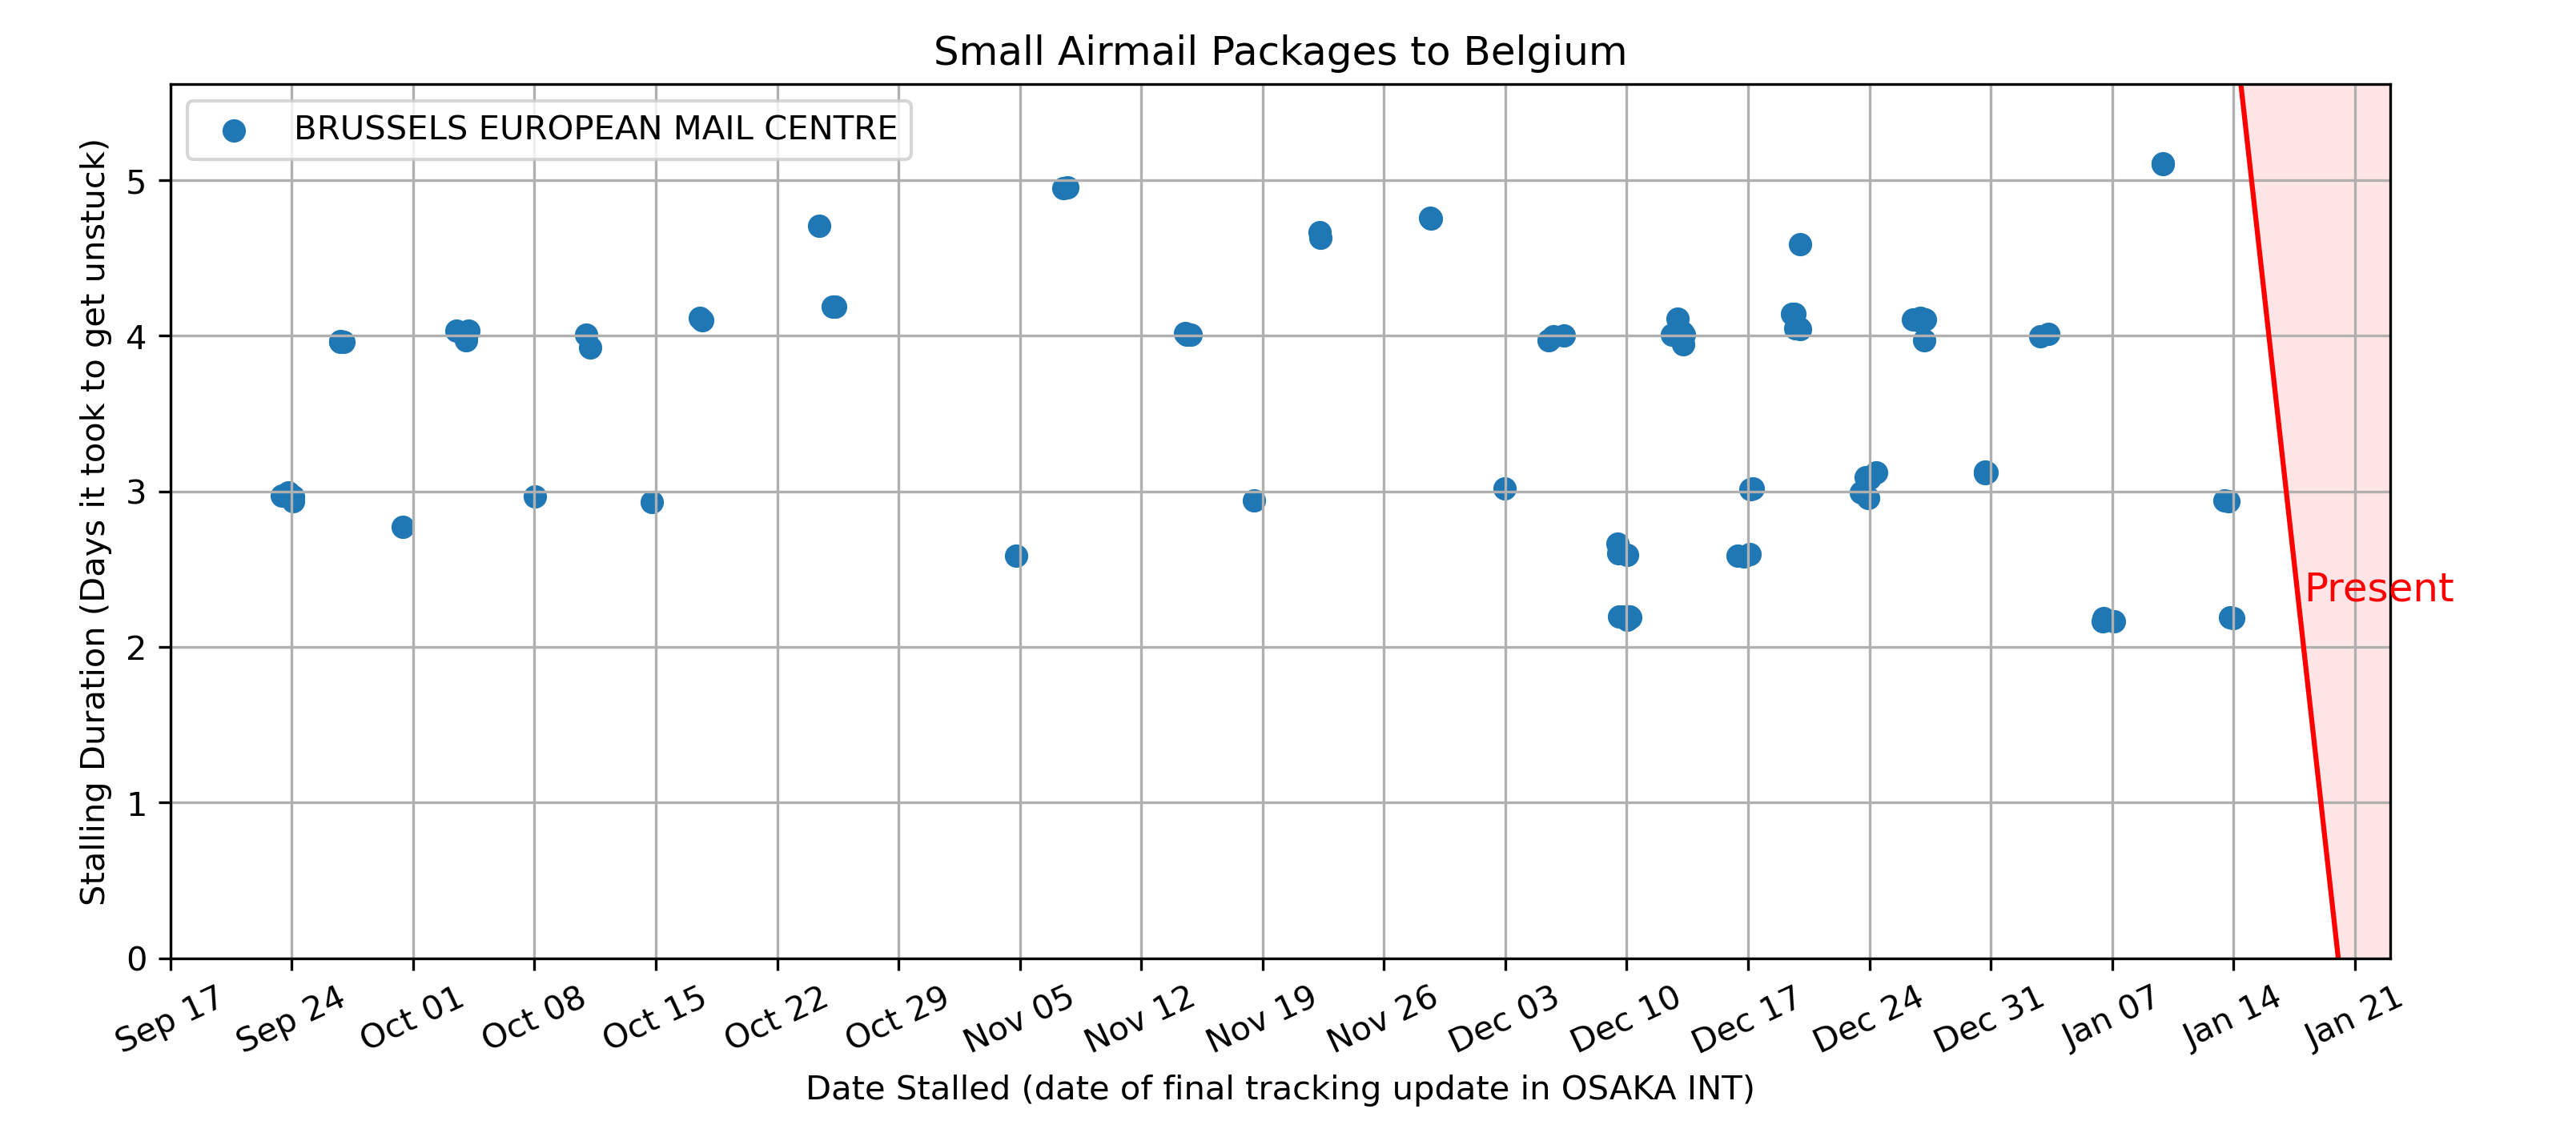 Small Airmail Packages to Belgium
BRUSSELS EUROPEAN MAIL CENTRE
Stalling Duration (Days it took to get unstuck)
5
4
3
2
1
0
Present
Sep 17
Sep 24
Oct 01
Oct 08
Oct 15
Oct 22
Oct 29
Nov 05
Nov 12
Nov 19
Nov 26
Dec 03
Dec 10
Dec 17
Dec 24
Dec 31
Jan 07
Jan 14
Jan 21
Date Stalled (date of final tracking update in OSAKA INT)